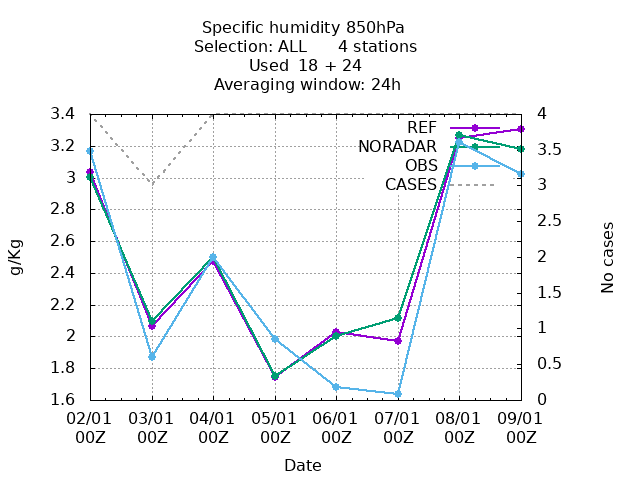 Specific humidity 850hPa
Selection: ALL      4 stations
Used  18 + 24
Averaging window: 24h
3.4
3.2
3
2.8
2.6
2.4
2.2
2
1.8
1.6
g/Kg
4
3.5
3
2.5
2
1.5
1
0.5
0
No cases
REF
NORADAR
OBS
CASES
02/01 03/01 04/01 05/01 06/01 07/01 08/01 09/01
00Z 00Z 00Z 00Z 00Z 00Z 00Z 00Z
Date